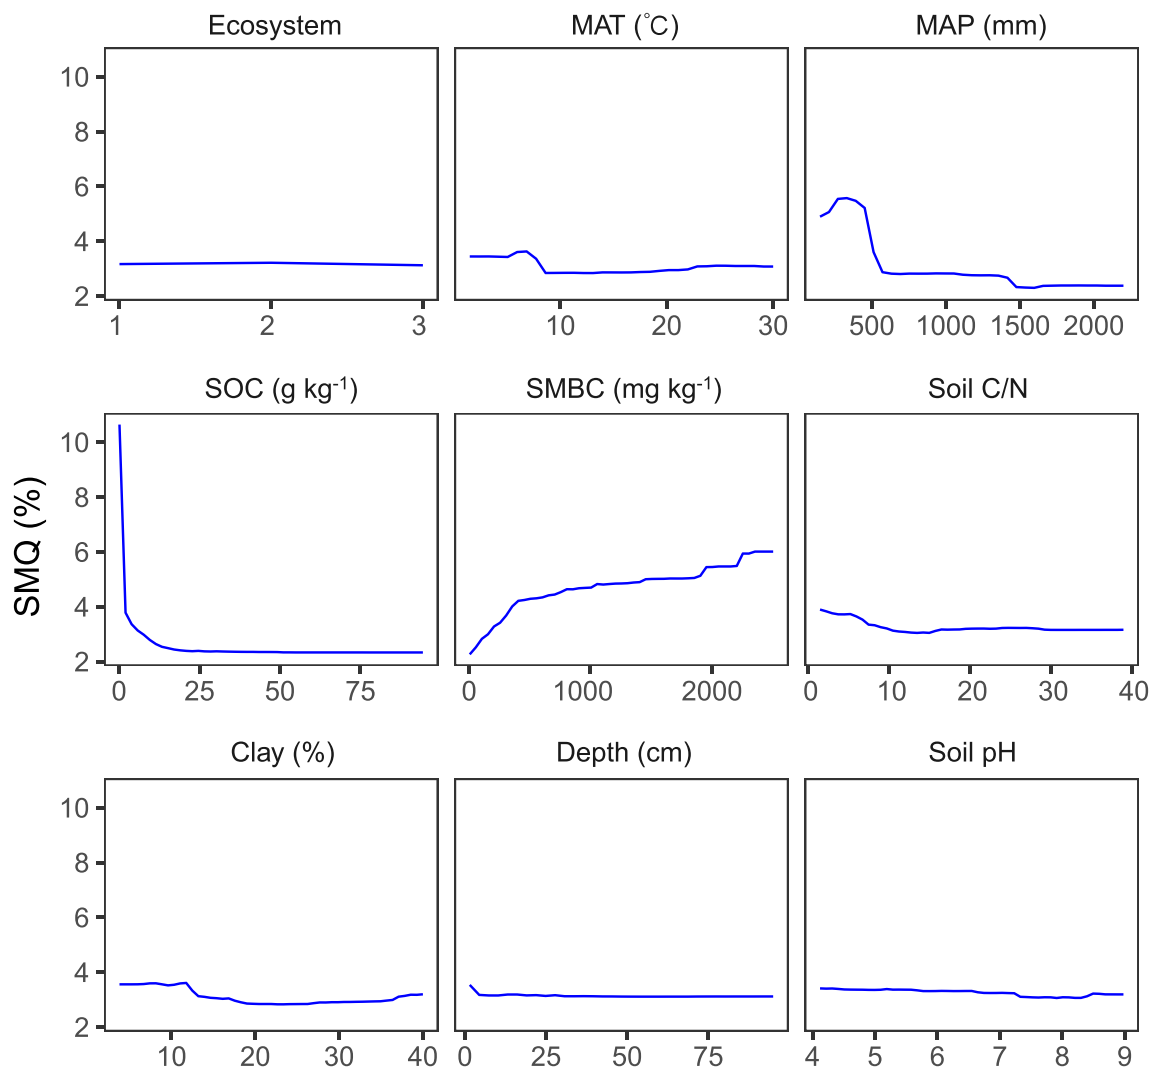 Ecosystem MAT (°C) MAP (mm)
10
8
6
4
2
1 2 3 10 20 30 500 1000 1500 2000
SOC (g kg⁻¹) SMBC (mg kg⁻¹) Soil C/N
10
8
6
4
2
0 25 50 75 0 1000 2000 0 10 20 30 40
SMQ (%)
Clay (%) Depth (cm) Soil pH
10
8
6
4
2
10 20 30 40 0 25 50 75 4 5 6 7 8 9